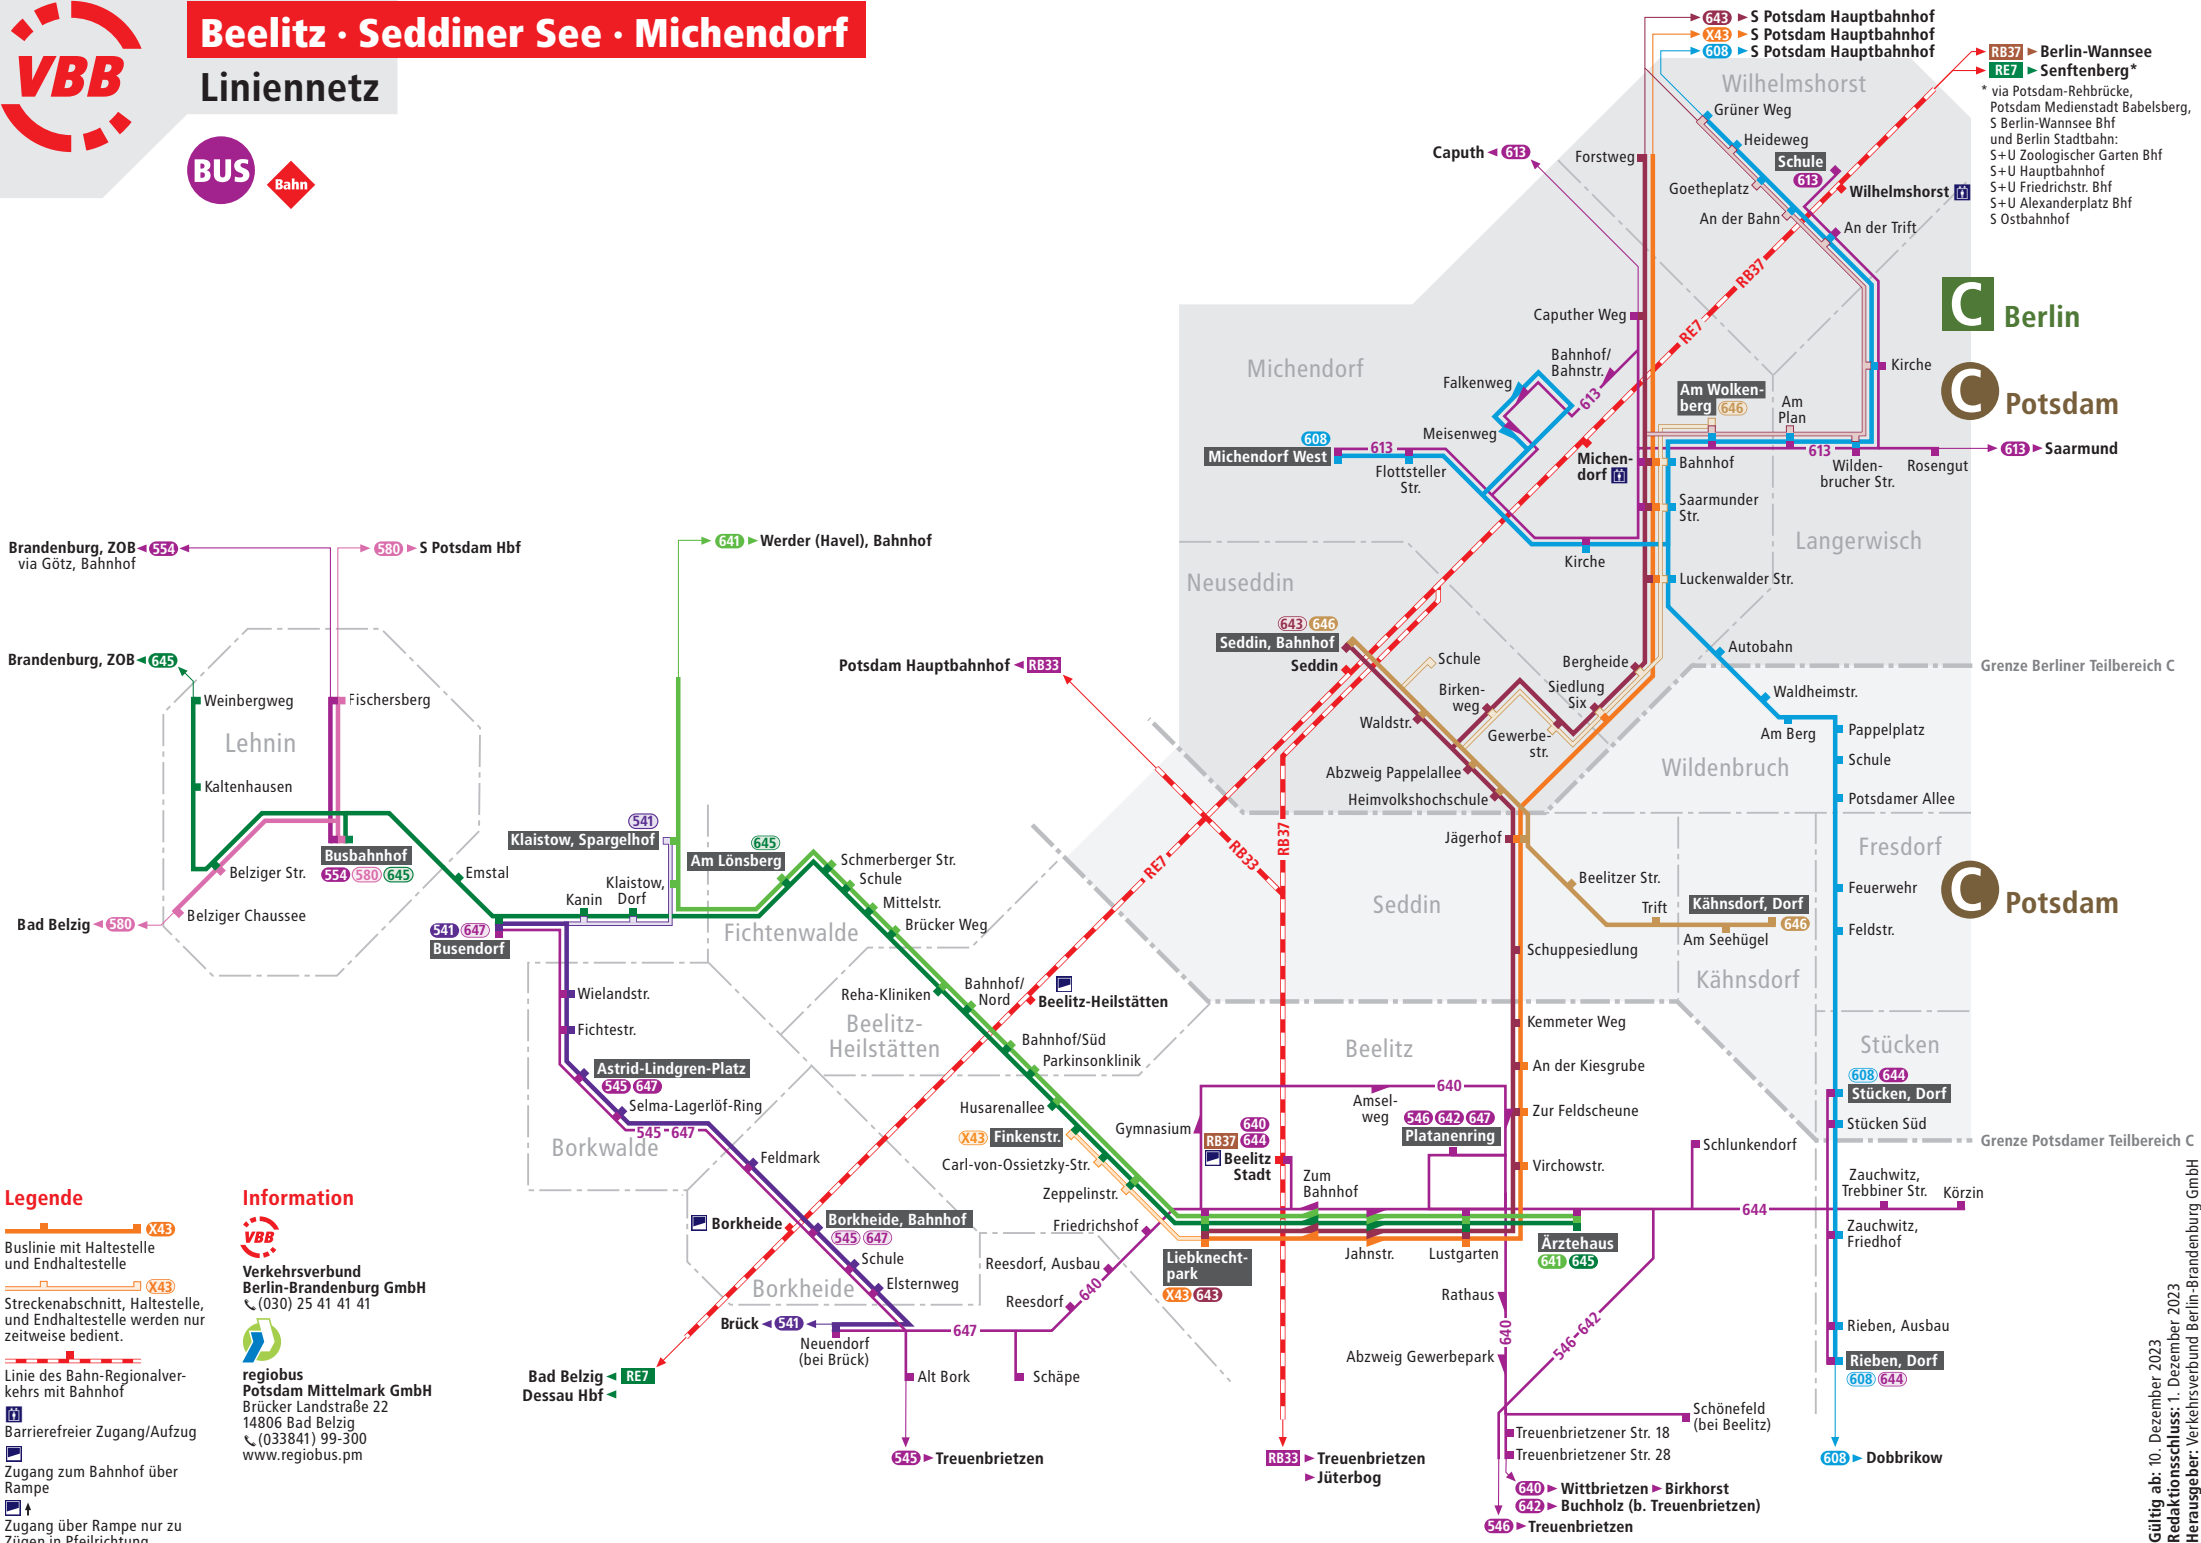 VBB
Beelitz · Seddiner See · Michendorf
Liniennetz
BUS
Bahn
643 S Potsdam Hauptbahnhof
X43 S Potsdam Hauptbahnhof
608 S Potsdam Hauptbahnhof
RB37 Berlin-Wannsee
RE7 Senftenberg*
* via Potsdam-Rehbrücke,
Potsdam Medienstadt Babelsberg,
S Berlin-Wannsee Bhf
und Berlin Stadtbahn:
S+U Zoologischer Garten Bhf
S+U Hauptbahnhof
S+U Friedrichstr. Bhf
S+U Alexanderplatz Bhf
S Ostbahnhof
Wilhelmshorst
Grüner Weg
Heideweg
Schule
613
Caputh 613
Forstweg
Goetheplatz
Wilhelmshorst
An der Bahn
An der Trift
RB37
RE7
C Berlin
Caputher Weg
Michendorf
Bahnhof/
Bahnstr.
Falkenweg
613
Kirche
Am Wolken-
berg 646
Am
Plan
C Potsdam
Meisenweg
608
Michendorf West
613
Flottsteller
Str.
Michen-
dorf
Bahnhof
613
Wilden-
brucher Str.
Rosengut
613 Saarmund
Saarmunder
Str.
Langerwisch
Kirche
Luckenwalder Str.
Neuseddin
Brandenburg, ZOB 554
via Götz, Bahnhof
580 S Potsdam Hbf
641 Werder (Havel), Bahnhof
643 646
Seddin, Bahnhof
Seddin
Schule
Bergheide
Autobahn
Grenze Berliner Teilbereich C
Brandenburg, ZOB 645
Potsdam Hauptbahnhof RB33
Birken-
weg
Siedlung
Six
Waldstr.
Gewerbe-
str.
Waldheimstr.
Am Berg
Pappelplatz
Schule
Wildenbruch
Abzweig Pappelallee
Heimvolkshochschule
Potsdamer Allee
Weinbergweg
Fischersberg
Lehnin
Kaltenhausen
Busbahnhof
554 580 645
Belziger Str.
Emstal
Belziger Chaussee
Bad Belzig 580
541
Klaistow, Spargelhof
645
Am Lönsberg
Klaistow,
Dorf
Kanin
541 647
Busendorf
Fichtenwalde
Schmerberger Str.
Schule
Mittelstr.
Brücker Weg
RE7
RB33
RB37
Jägerhof
Beelitzer Str.
Seddin
Trift
Kähnsdorf, Dorf
646
Am Seehügel
Kähnsdorf
Fresdorf
Feuerwehr
Feldstr.
C Potsdam
Schuppesiedlung
Wielandstr.
Fichtestr.
Reha-Kliniken
Bahnhof/
Nord
Beelitz-Heilstätten
Beelitz-
Heilstätten
Bahnhof/Süd
Parkinsonklinik
Kemmeter Weg
Beelitz
An der Kiesgrube
Stücken
608 644
Stücken, Dorf
Stücken Süd
Grenze Potsdamer Teilbereich C
Astrid-Lindgren-Platz
545 647
Selma-Lagerlöf-Ring
545-647
Borkwalde
Feldmark
Husarenallee
X43 Finkenstr.
Carl-von-Ossietzky-Str.
Zeppelinstr.
Gymnasium
640
Amsel-
weg
546 642 647
Platanenring
Zur Feldscheune
640
RB37 644
Beelitz
Stadt
Zum
Bahnhof
Virchowstr.
Schlunkendorf
Zauchwitz,
Trebbiner Str.
Körzin
644
Borkheide
Borkheide, Bahnhof
545 647
Schule
Elsternweg
Borkheide
Friedrichshof
Reesdorf, Ausbau
Reesdorf
640
Liebknecht-
park
X43 643
Jahnstr.
Lustgarten
Ärztehaus
641 645
Zauchwitz,
Friedhof
Brück 541
Neuendorf
(bei Brück)
647
Bad Belzig RE7
Dessau Hbf
Alt Bork
Schäpe
Rathaus
640
546-642
Abzweig Gewerbepark
Rieben, Ausbau
Rieben, Dorf
608 644
Schönefeld
(bei Beelitz)
Treuenbrietzener Str. 18
Treuenbrietzener Str. 28
545 Treuenbrietzen
RB33 Treuenbrietzen
Jüterbog
640 Wittbrietzen Birkhorst
642 Buchholz (b. Treuenbrietzen)
546 Treuenbrietzen
608 Dobbrikow
Legende
X43
Buslinie mit Haltestelle
und Endhaltestelle
X43
Streckenabschnitt, Haltestelle,
und Endhaltestelle werden nur
zeitweise bedient.
Linie des Bahn-Regionalver-
kehrs mit Bahnhof
Barrierefreier Zugang/Aufzug
Zugang zum Bahnhof über
Rampe
Zugang über Rampe nur zu
Zügen in Pfeilrichtung
Information
VBB
Verkehrsverbund
Berlin-Brandenburg GmbH
(030) 25 41 41 41
regiobus
Potsdam Mittelmark GmbH
Brücker Landstraße 22
14806 Bad Belzig
(033841) 99-300
www.regiobus.pm
Gültig ab: 10. Dezember 2023
Redaktionsschluss: 1. Dezember 2023
Herausgeber: Verkehrsverbund Berlin-Brandenburg GmbH